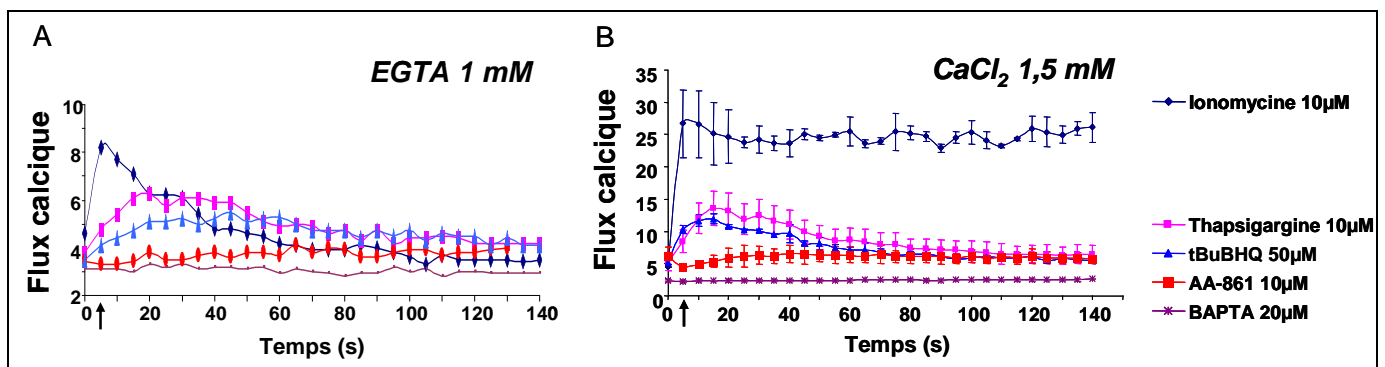 A
EGTA 1 mM
Flux calcique
10
8
6
4
2
0 20 40 60 80 100 120 140
Temps (s)
B
CaCl2 1,5 mM
Flux calcique
35
30
25
20
15
10
5
0
0 20 40 60 80 100 120 140
Temps (s)
Ionomycine 10µM
Thapsigargine 10µM
tBuBHQ 50µM
AA-861 10µM
BAPTA 20µM